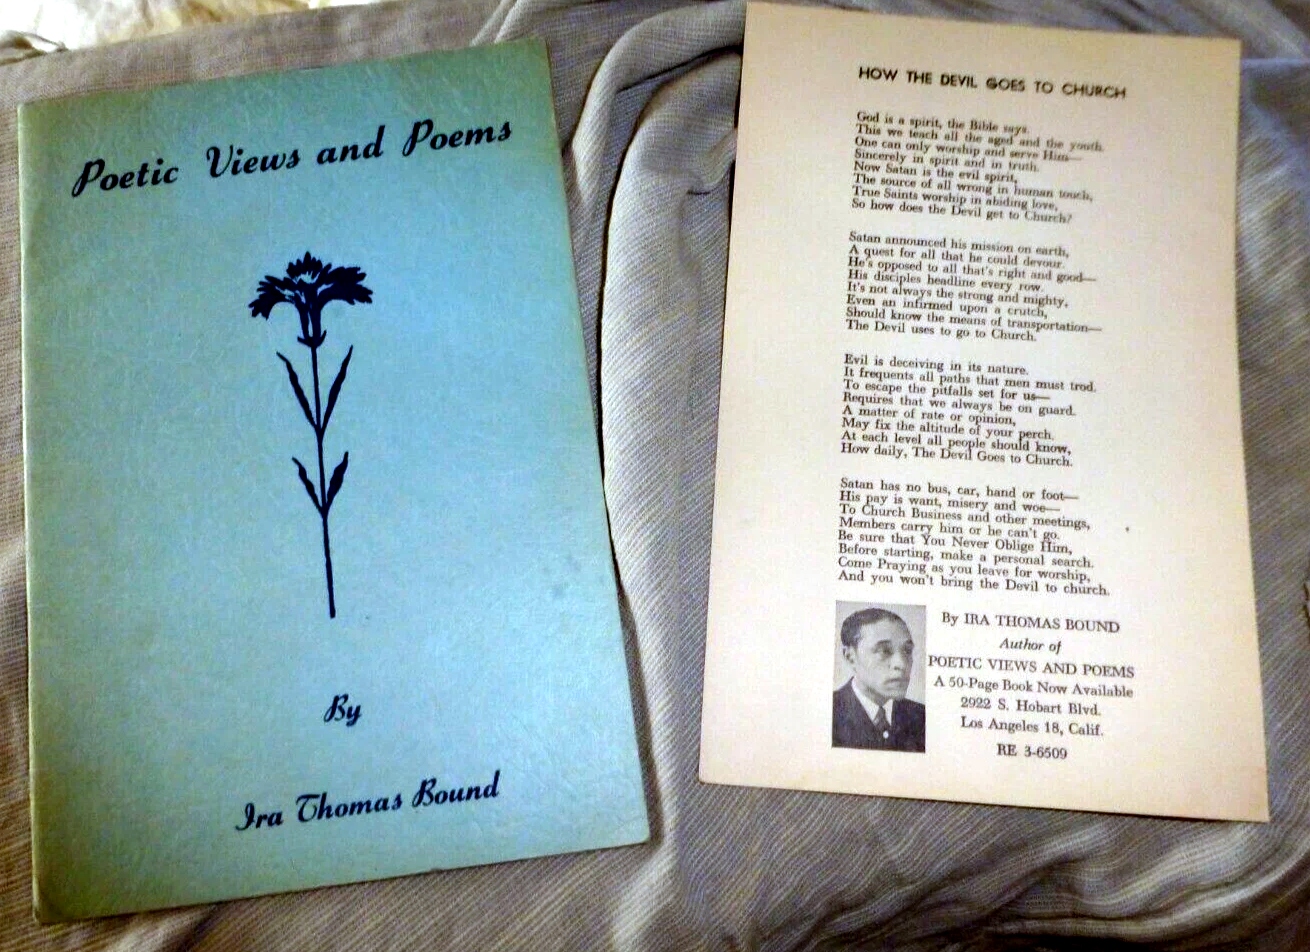 Poetic Views and Poems
By
Ira Thomas Bound
HOW THE DEVIL GOES TO CHURCH
God is a spirit, the Bible says.
This we teach all the aged and the youth.
One can only worship and serve Him—
Sincerely in spirit and in truth.
Now Satan is the evil spirit,
The source of all wrong in human touch,
True Saints worship in abiding love,
So how does the Devil get to Church?
Satan announced his mission on earth,
A quest for all that he could devour.
He's opposed to all that's right and good—
His disciples headline every row.
It's not always the strong and mighty,
Even an infirmed upon a crutch,
Should know the means of transportation—
The Devil uses to go to Church.
Evil is deceiving in its nature.
It frequents all paths that men must trod.
To escape the pitfalls set for us—
Requires that we always be on guard.
A matter of rate or opinion,
May fix the altitude of your perch.
At each level all people should know,
How daily, The Devil Goes to Church.
Satan has no bus, car, hand or foot—
His pay is want, misery and woe—
To Church Business and other meetings,
Members carry him or he can't go.
Be sure that You Never Oblige Him,
Before starting, make a personal search.
Come Praying as you leave for worship,
And you won't bring the Devil to church.
By IRA THOMAS BOUND
Author of
POETIC VIEWS AND POEMS
A 50-Page Book Now Available
2922 S. Hobart Blvd.
Los Angeles 18, Calif.
RE 3-6509